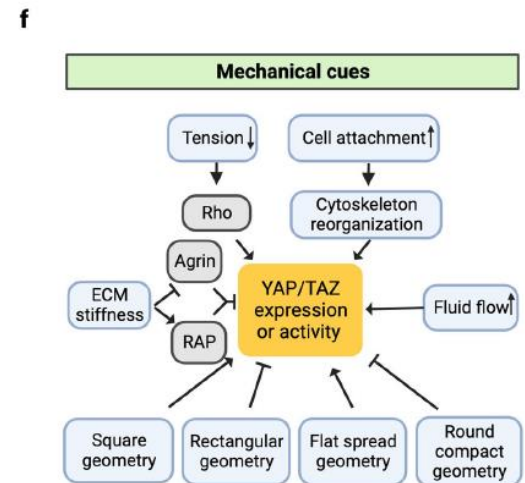 f
Mechanical cues
Tension↓
Cell attachment↑
Rho
Cytoskeleton
reorganization
Agrin
ECM
stiffness
YAP/TAZ
expression
or activity
Fluid flow↑
RAP
Square
geometry
Rectangular
geometry
Flat spread
geometry
Round
compact
geometry